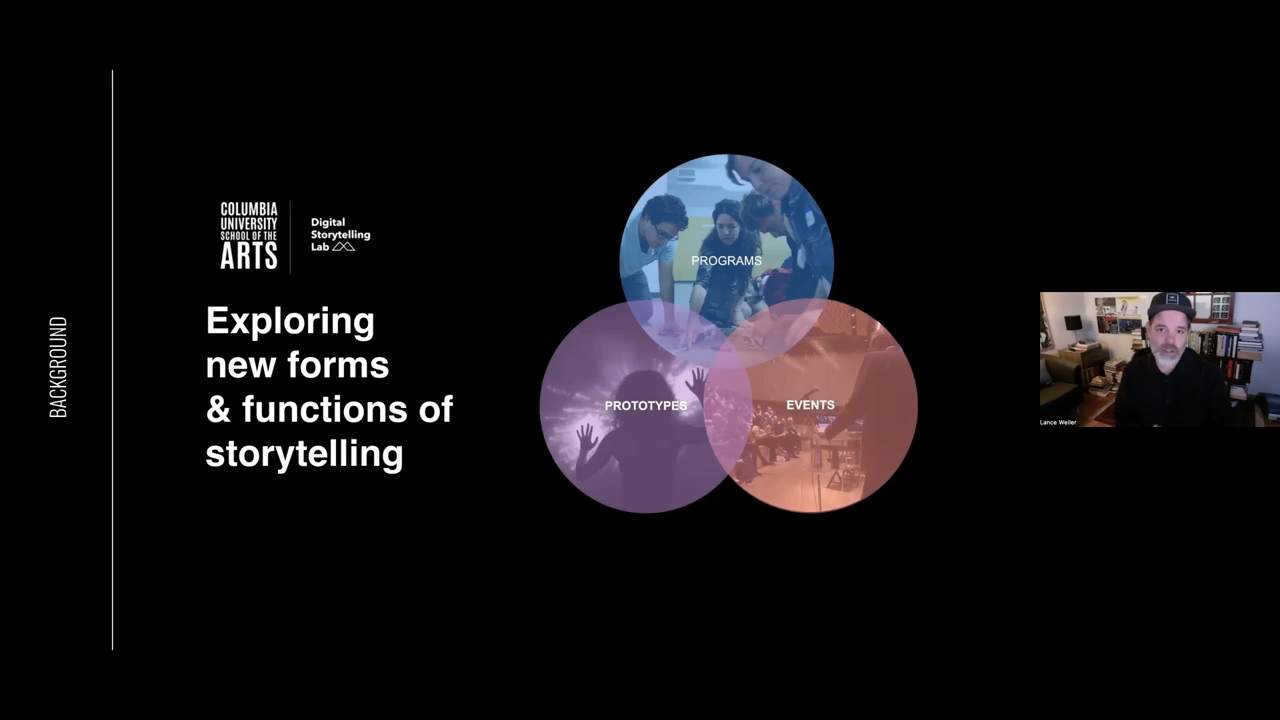 BACKGROUND
COLUMBIA
UNIVERSITY
SCHOOL OF THE
ARTS
Digital
Storytelling
Lab
Exploring
new forms
& functions of
storytelling
PROGRAMS
PROTOTYPES
EVENTS
Lance Weiler